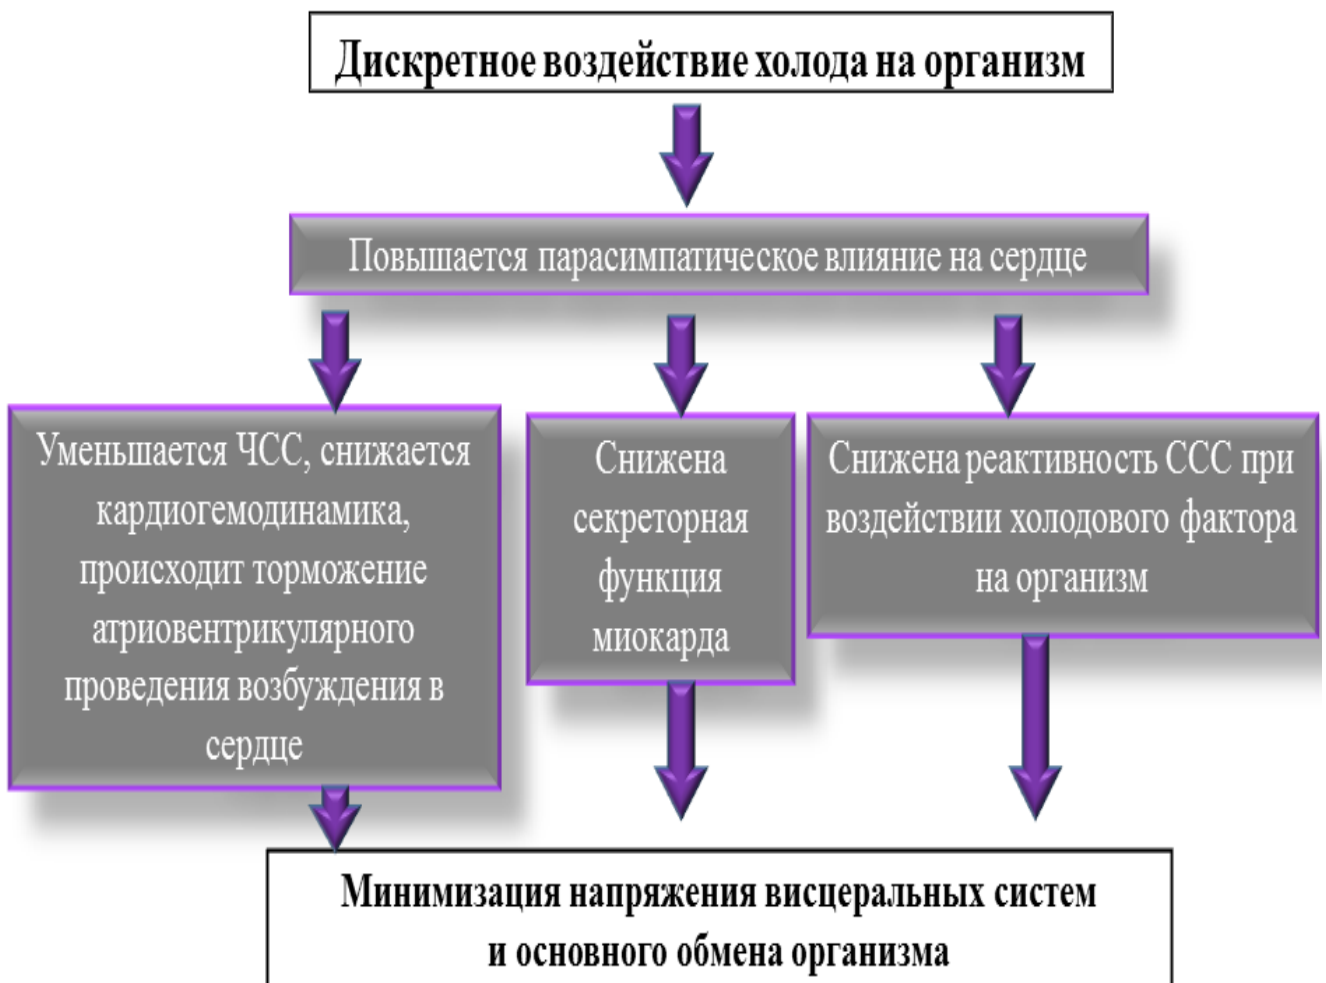 Дискретное воздействие холода на организм
Повышается парасимпатическое влияние на сердце
Уменьшается ЧСС, снижается
кардиогемодинамика,
происходит торможение
атриовентрикулярного
проведения возбуждения в
сердце
Снижена
секреторная
функция
миокарда
Снижена реактивность ССС при
воздействии холодового фактора
на организм
Минимизация напряжения висцеральных систем
и основного обмена организма